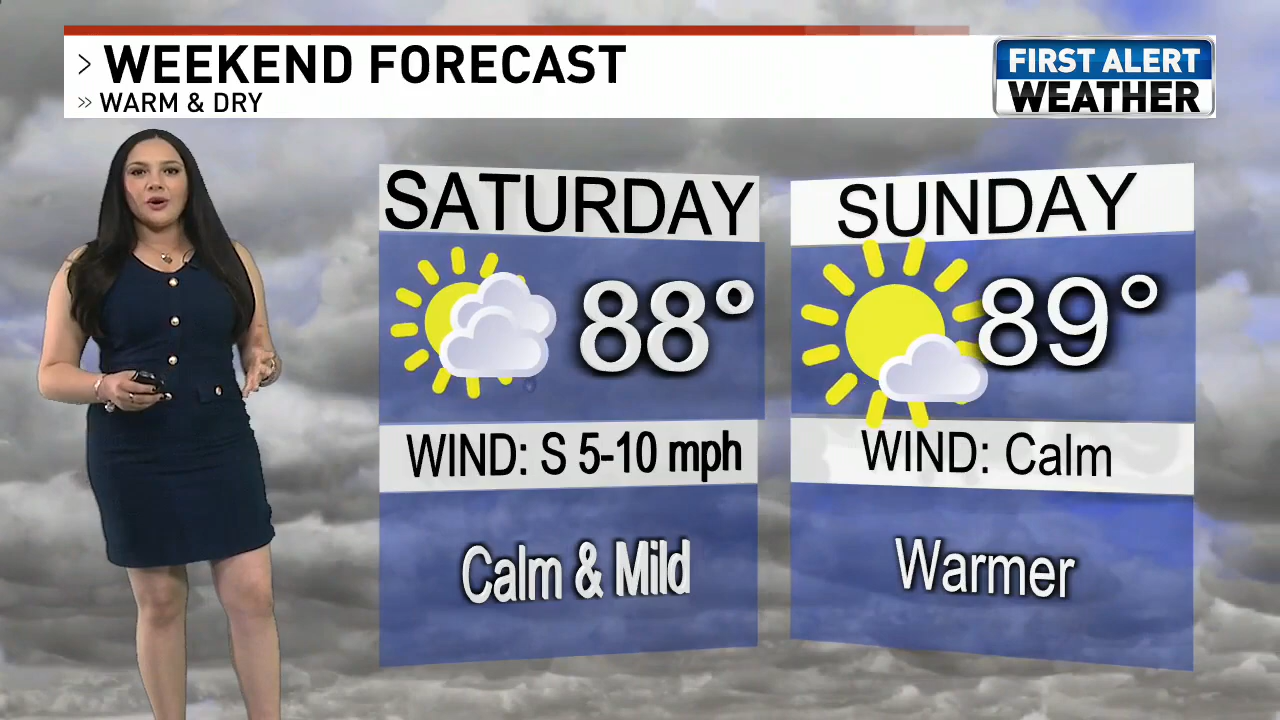 > WEEKEND FORECAST
» WARM & DRY
FIRST ALERT
WEATHER
SATURDAY
88°
WIND: S 5-10 mph
Calm & Mild
SUNDAY
89°
WIND: Calm
Warmer